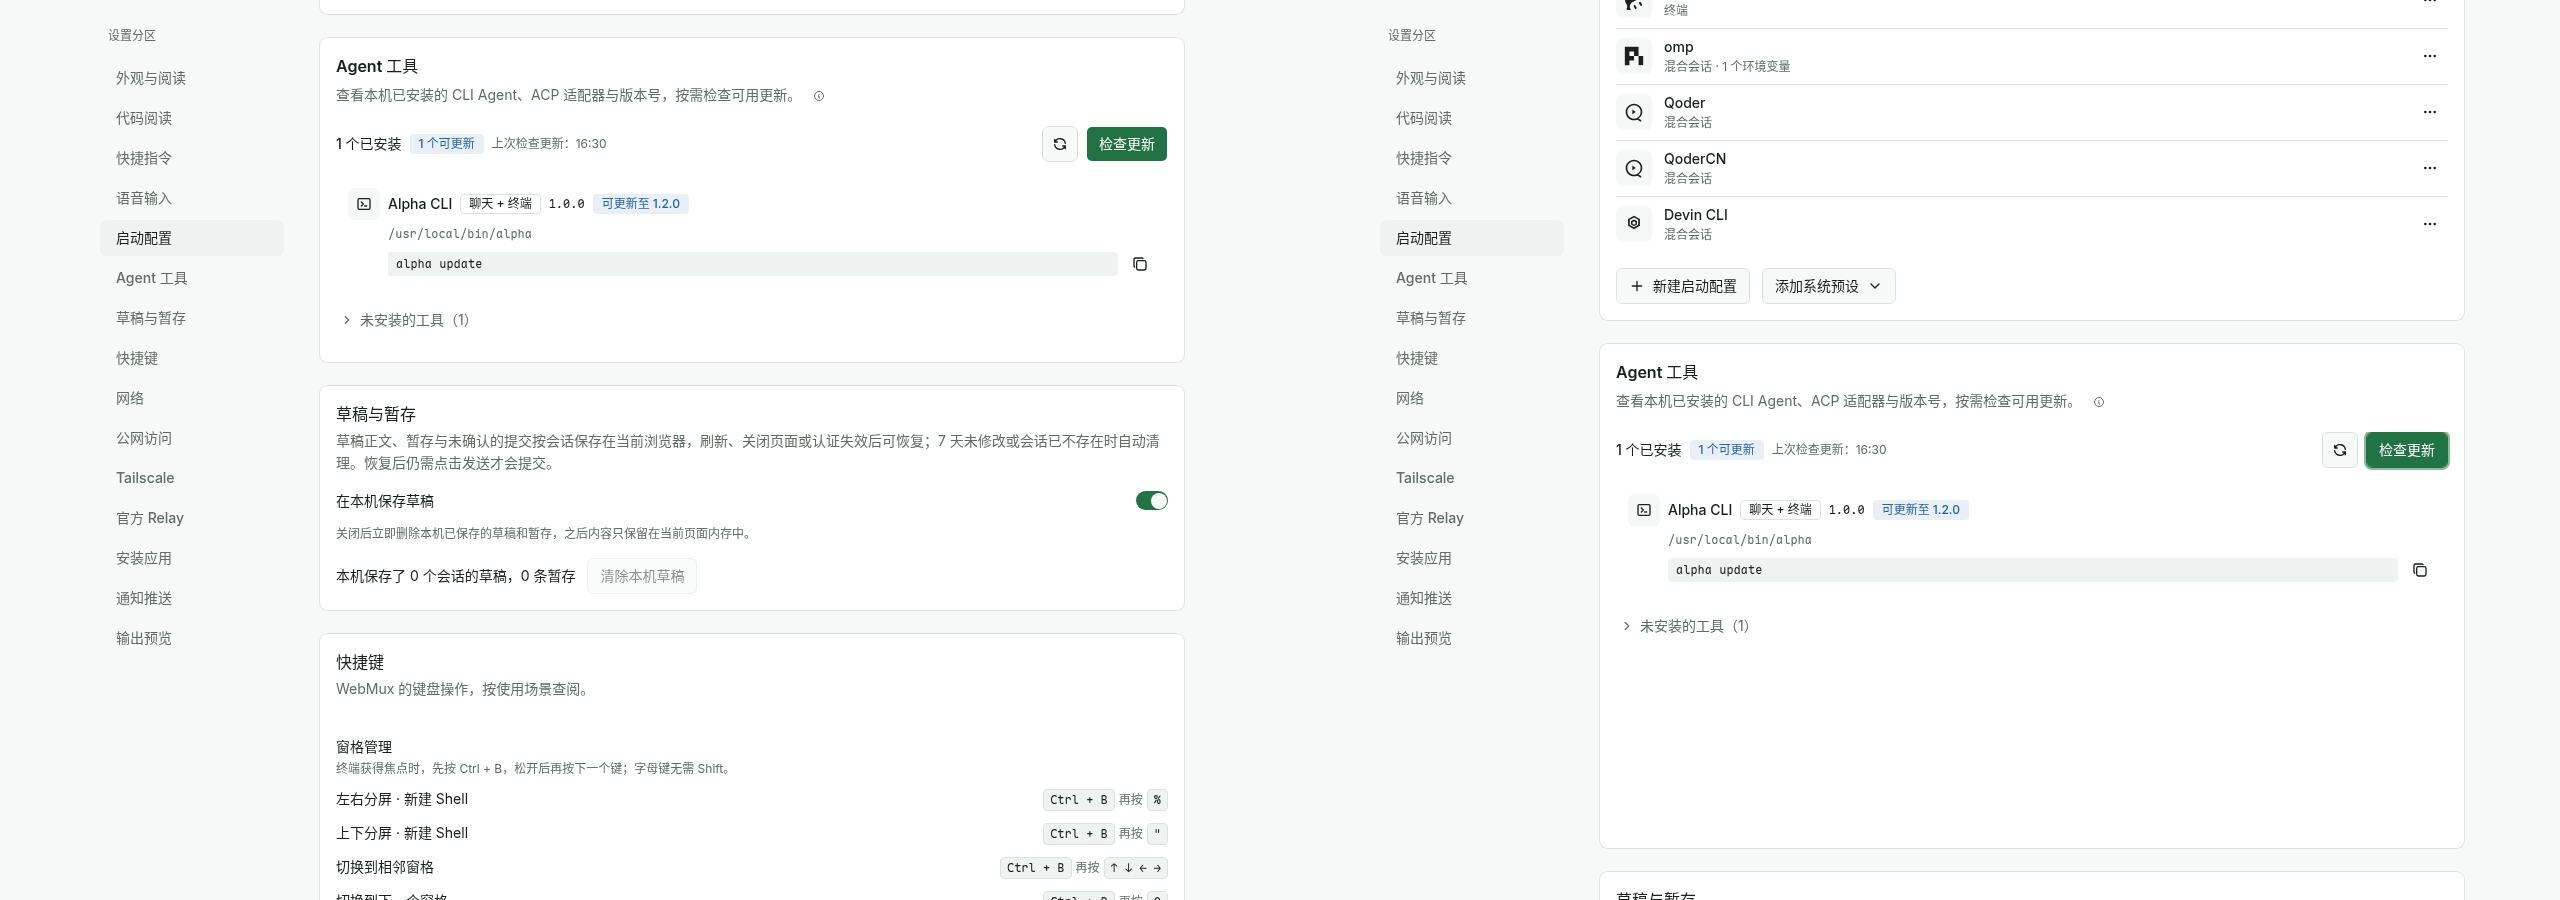 设置分区
外观与阅读
代码阅读
快捷指令
语音输入
启动配置
Agent 工具
草稿与暂存
快捷键
网络
公网访问
Tailscale
官方 Relay
安装应用
通知推送
输出预览
Agent 工具
查看本机已安装的 CLI Agent、ACP 适配器与版本号，按需检查可用更新。
1 个已安装 1 个可更新 上次检查更新：16:30 检查更新
Alpha CLI 聊天 + 终端 1.0.0 可更新至 1.2.0
/usr/local/bin/alpha
alpha update
未安装的工具（1）
草稿与暂存
草稿正文、暂存与未确认的提交按会话保存在当前浏览器，刷新、关闭页面或认证失效后可恢复；7 天未修改或会话已不存在时自动清
理。恢复后仍需点击发送才会提交。
在本机保存草稿
关闭后立即删除本机已保存的草稿和暂存，之后内容只保留在当前页面内存中。
本机保存了 0 个会话的草稿，0 条暂存 清除本机草稿
快捷键
WebMux 的键盘操作，按使用场景查阅。
窗格管理
终端获得焦点时，先按 Ctrl + B，松开后再按下一个键；字母键无需 Shift。
左右分屏 · 新建 Shell Ctrl + B 再按 %
上下分屏 · 新建 Shell Ctrl + B 再按 "
切换到相邻窗格 Ctrl + B 再按 ↑ ↓ ← →
切换到下一个窗格 Ctrl + B 再按
设置分区
外观与阅读
代码阅读
快捷指令
语音输入
启动配置
Agent 工具
草稿与暂存
快捷键
网络
公网访问
Tailscale
官方 Relay
安装应用
通知推送
输出预览
终端
omp
混合会话 · 1 个环境变量
Qoder
混合会话
QoderCN
混合会话
Devin CLI
混合会话
新建启动配置 添加系统预设
Agent 工具
查看本机已安装的 CLI Agent、ACP 适配器与版本号，按需检查可用更新。
1 个已安装 1 个可更新 上次检查更新：16:30 检查更新
Alpha CLI 聊天 + 终端 1.0.0 可更新至 1.2.0
/usr/local/bin/alpha
alpha update
未安装的工具（1）
草稿与暂存